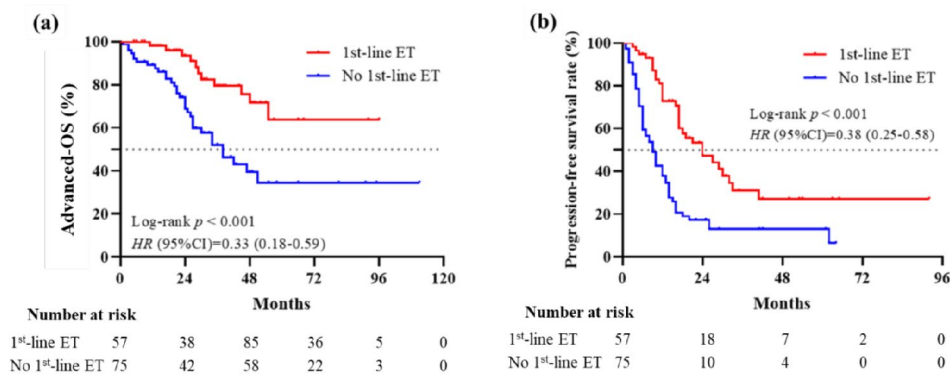 (a)
100
80
60
40
20
0
Advanced-OS (%)
1st-line ET
No 1st-line ET
Log-rank p < 0.001
HR (95%CI)=0.33 (0.18-0.59)
0 24 48 72 96 120
Months
Number at risk
1st-line ET 57 38 85 36 5 0
No 1st-line ET 75 42 58 22 3 0
(b)
100
80
60
40
20
0
Progression-free survival rate (%)
1st-line ET
No 1st-line ET
Log-rank p < 0.001
HR (95%CI)=0.38 (0.25-0.58)
0 24 48 72 96
Months
Number at risk
1st-line ET 57 18 7 2 0
No 1st-line ET 75 10 4 0 0